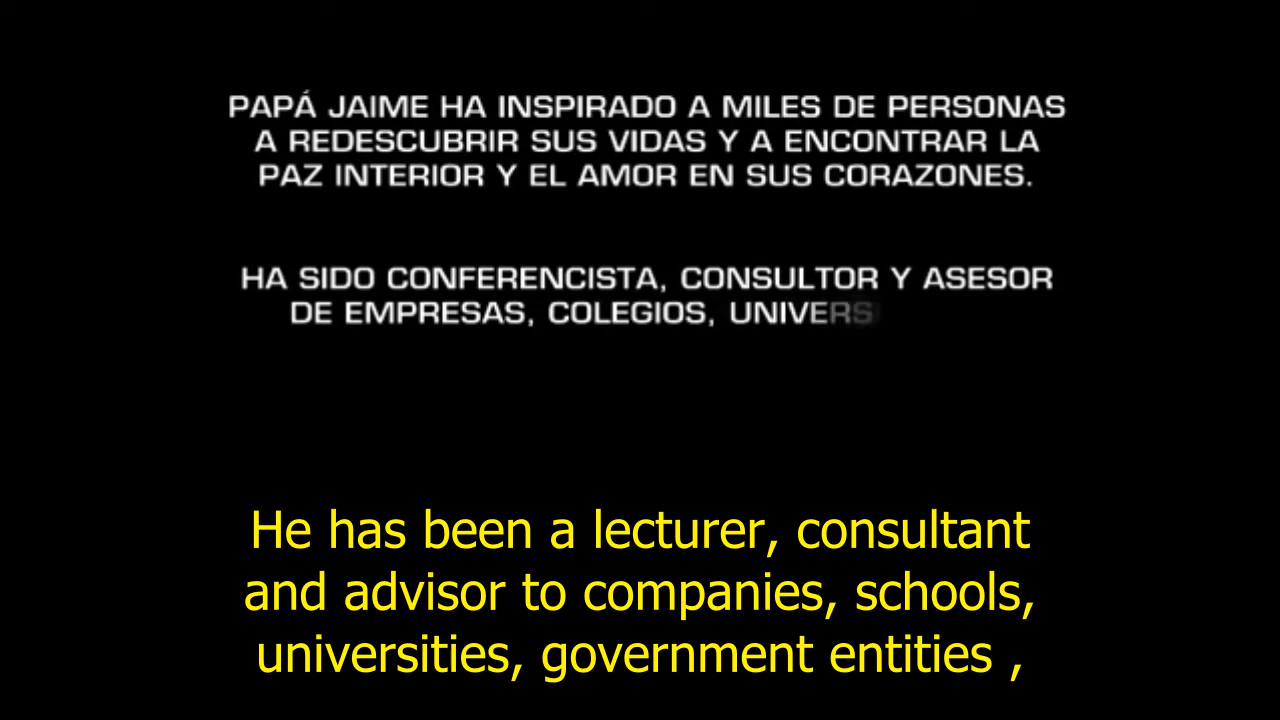 PAPÁ JAIME HA INSPIRADO A MILES DE PERSONAS
A REDESCUBRIR SUS VIDAS Y A ENCONTRAR LA
PAZ INTERIOR Y EL AMOR EN SUS CORAZONES.
HA SIDO CONFERENCISTA, CONSULTOR Y ASESOR
DE EMPRESAS, COLEGIOS, UNIVERS
He has been a lecturer, consultant
and advisor to companies, schools,
universities, government entities ,